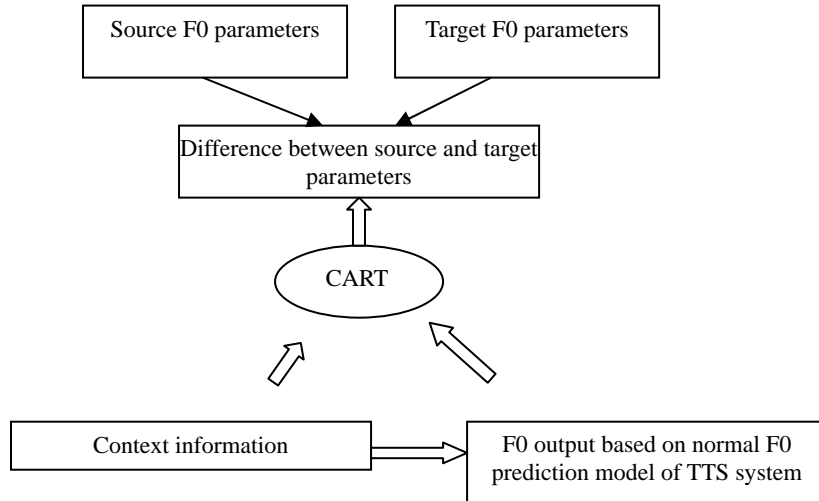 Source F0 parameters
Target F0 parameters
Difference between source and target
parameters
CART
Context information
F0 output based on normal F0
prediction model of TTS system